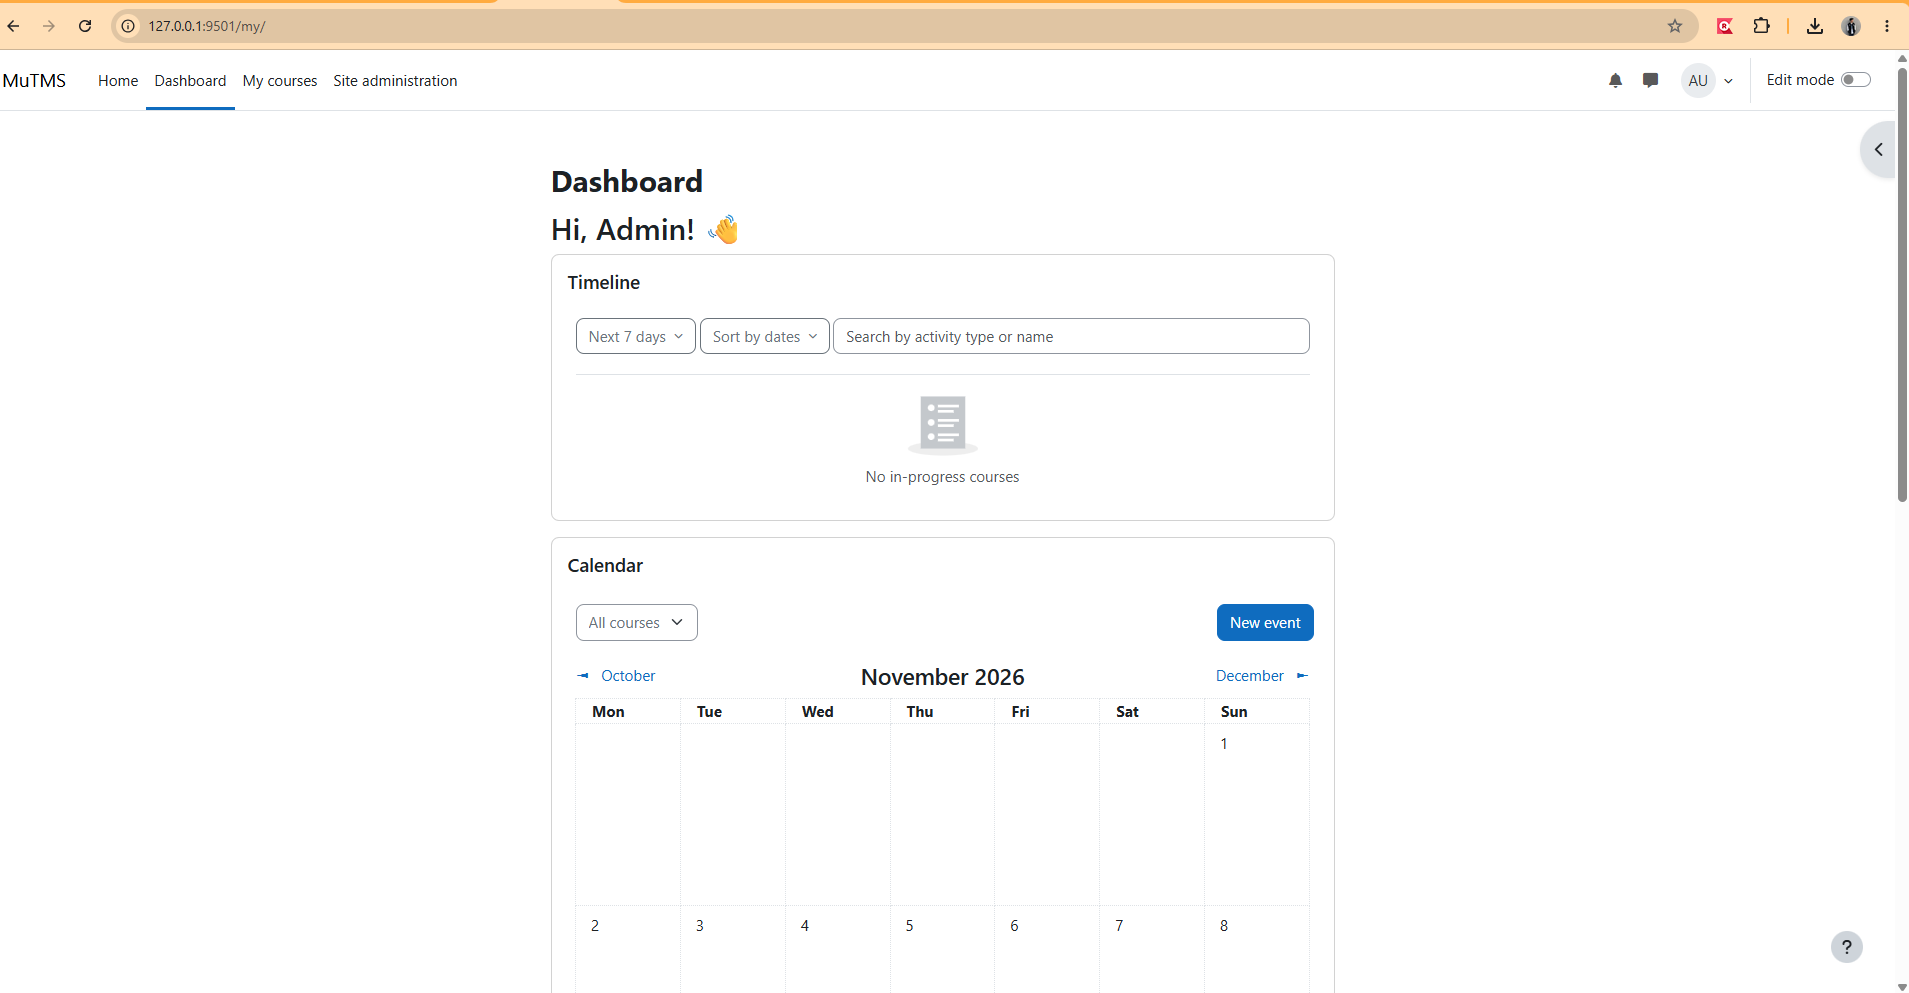 127.0.0.1:9501/my/
MuTMS Home Dashboard My courses Site administration AU Edit mode
Dashboard
Hi, Admin! 👋
Timeline
Next 7 days Sort by dates Search by activity type or name
No in-progress courses
Calendar
All courses New event
◄ October November 2026 December ►
Mon Tue Wed Thu Fri Sat Sun
1
2 3 4 5 6 7 8
?